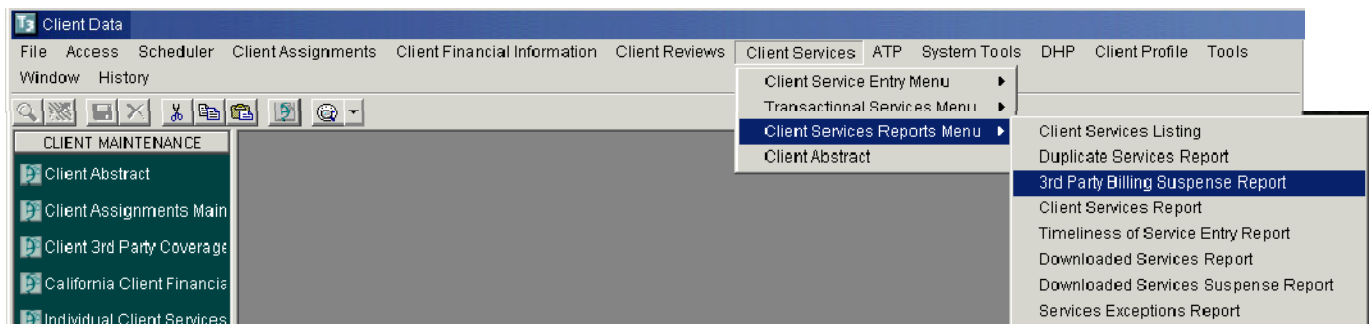 T3 Client Data
File Access Scheduler Client Assignments Client Financial Information Client Reviews Client Services ATP System Tools DHP Client Profile Tools
Window History
Client Service Entry Menu
Transactional Services Menu
Client Services Reports Menu
Client Abstract
Client Services Listing
Duplicate Services Report
3rd Party Billing Suspense Report
Client Services Report
Timeliness of Service Entry Report
Downloaded Services Report
Downloaded Services Suspense Report
Services Exceptions Report
CLIENT MAINTENANCE
Client Abstract
Client Assignments Main
Client 3rd Party Coverage
California Client Financia
Individual Client Services